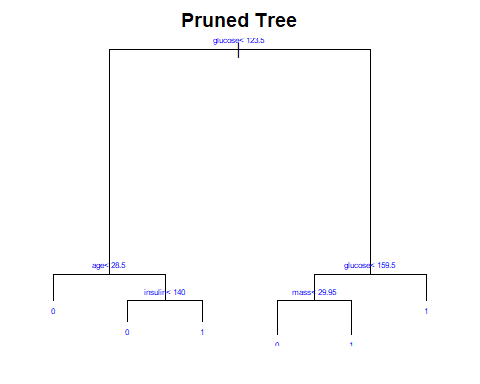 Pruned Tree
glucose< 123.5
age< 28.5
glucose< 159.5
insulin< 140
mass< 29.95
0
1
0
1
0
1